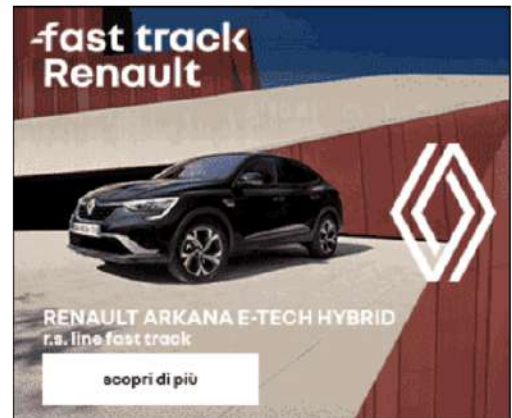 -fast track
Renault
RENAULT ARKANA E-TECH HYBRID
r.s. line fast track
scopri di più